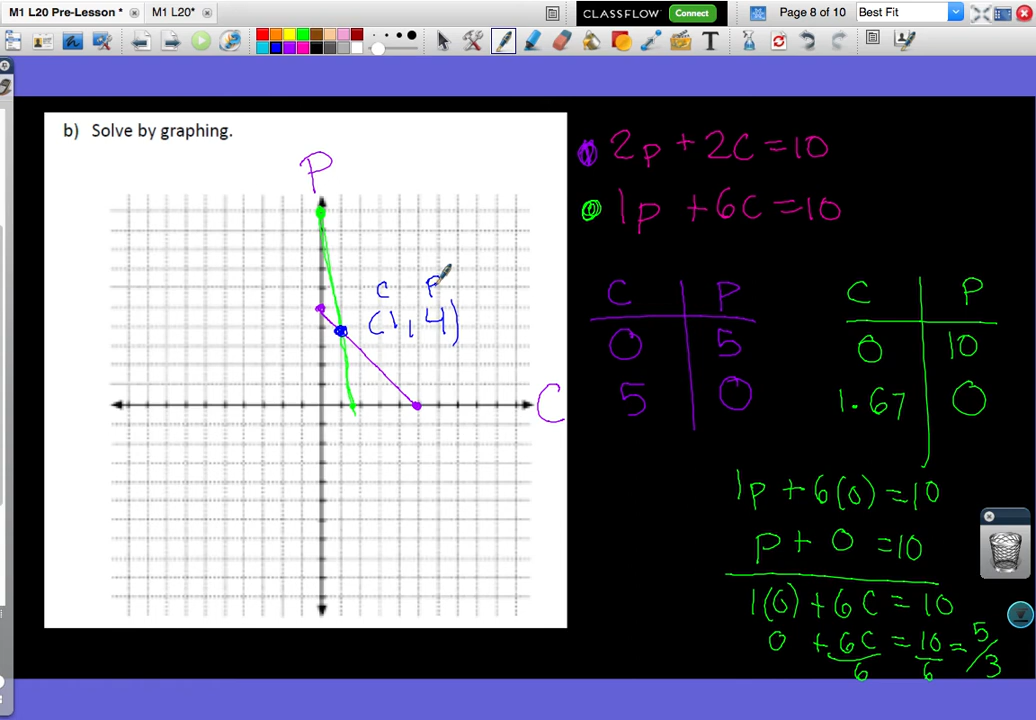 M1 L20 Pre-Lesson * M1 L20* CLASSFLOW Connect Page 8 of 10 Best Fit
T
b) Solve by graphing.
P
2p + 2C = 10
1p + 6C = 10
C P
(1, 4)
C
C P
0 5
5 0
C P
0 10
1.67 0
1p + 6(0) = 10
p + 0 = 10
1(0) + 6C = 10
0 + 6C/6 = 10/6 = 5/3